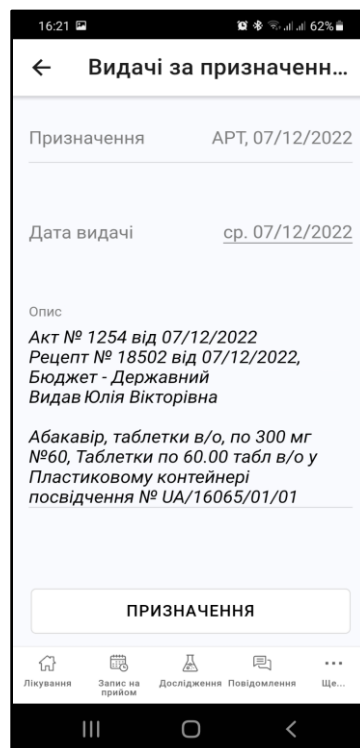 16:21 62%
Видачі за призначенн...
Призначення АРТ, 07/12/2022
Дата видачі ср. 07/12/2022
Опис
Акт № 1254 від 07/12/2022
Рецепт № 18502 від 07/12/2022,
Бюджет - Державний
Видав Юлія Вікторівна
Абакавір, таблетки в/о, по 300 мг
№60, Таблетки по 60.00 табл в/о у
Пластиковому контейнері
посвідчення № UA/16065/01/01
ПРИЗНАЧЕННЯ
Лікування Запис на прийом Дослідження Повідомлення Ще...